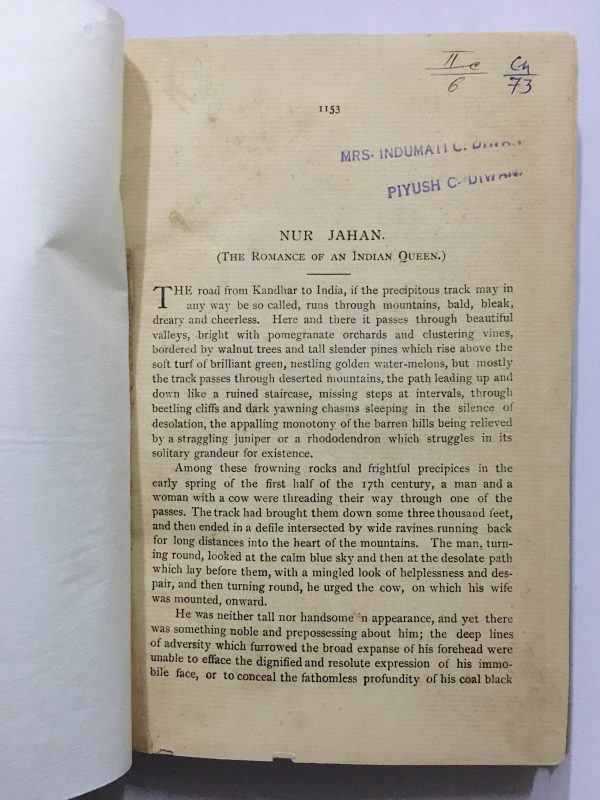 II c Ch
6 73
1153
MRS. INDUMATI C. DIWAN
PIYUSH C. DIWAN
NUR JAHAN.
(THE ROMANCE OF AN INDIAN QUEEN.)
THE road from Kandhar to India, if the precipitous track may in
any way be so called, runs through mountains, bald, bleak,
dreary and cheerless. Here and there it passes through beautiful
valleys, bright with pomegranate orchards and clustering vines,
bordered by walnut trees and tall slender pines which rise above the
soft turf of brilliant green, nestling golden water-melons, but mostly
the track passes through deserted mountains, the path leading up and
down like a ruined staircase, missing steps at intervals, through
beetling cliffs and dark yawning chasms sleeping in the silence of
desolation, the appalling monotony of the barren hills being relieved
by a straggling juniper or a rhododendron which struggles in its
solitary grandeur for existence.
Among these frowning rocks and frightful precipices in the
early spring of the first half of the 17th century, a man and a
woman with a cow were threading their way through one of the
passes. The track had brought them down some three thousand feet,
and then ended in a defile intersected by wide ravines running back
for long distances into the heart of the mountains. The man, turn-
ing round, looked at the calm blue sky and then at the desolate path
which lay before them, with a mingled look of helplessness and des-
pair, and then turning round, he urged the cow, on which his wife
was mounted, onward.
He was neither tall nor handsome 'n appearance, and yet there
was something noble and prepossessing about him; the deep lines
of adversity which furrowed the broad expanse of his forehead were
unable to efface the dignified and resolute expression of his immo-
bile face, or to conceal the fathomless profundity of his coal black